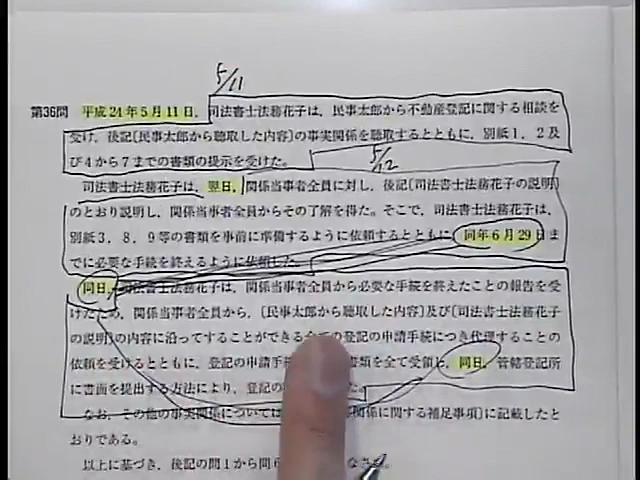 5/11
第36問 平成24年5月11日，司法書士法務花子は，民事太郎から不動産登記に関する相談を
受け，後記〔民事太郎から聴取した内容〕の事実関係を聴取するとともに，別紙1，2及
び4から7までの書類の提示を受けた。
5/12
司法書士法務花子は，翌日，関係当事者全員に対し，後記〔司法書士法務花子の説明〕
のとおり説明し，関係当事者全員からその了解を得た。そこで，司法書士法務花子は，
別紙3，8，9等の書類を事前に準備するように依頼するとともに，同年6月29日ま
でに必要な手続を終えるように依頼した。
同日，司法書士法務花子は，関係当事者全員から必要な手続を終えたことの報告を受
けたため，関係当事者全員から，〔民事太郎から聴取した内容〕及び〔司法書士法務花子
の説明〕の内容に沿ってすることができる全ての登記の申請手続につき代理することの
依頼を受けるとともに，登記の申請手 書類を全て受領し，同日，管轄登記所
に書面を提出する方法により，登記の た。
なお，その他の事実関係については 関係に関する補足事項〕に記載したと
おりである。
以上に基づき，後記の問1から問 なさい。